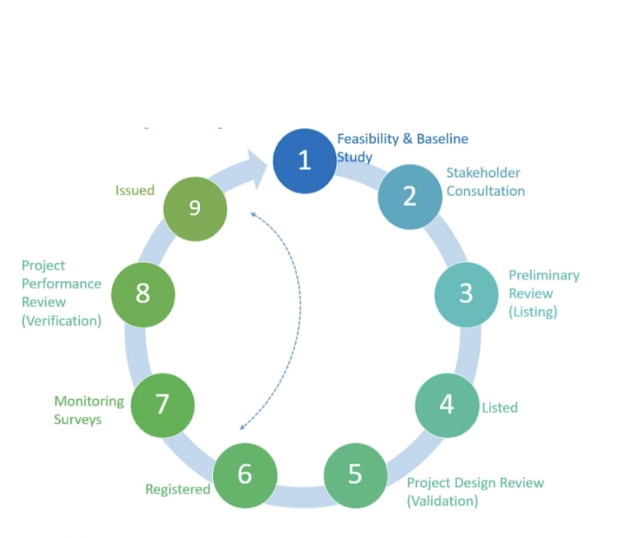 1
Feasibility & Baseline
Study
2
Stakeholder
Consultation
3
Preliminary
Review
(Listing)
4
Listed
5
Project Design Review
(Validation)
6
Registered
7
Monitoring
Surveys
8
Project
Performance
Review
(Verification)
9
Issued